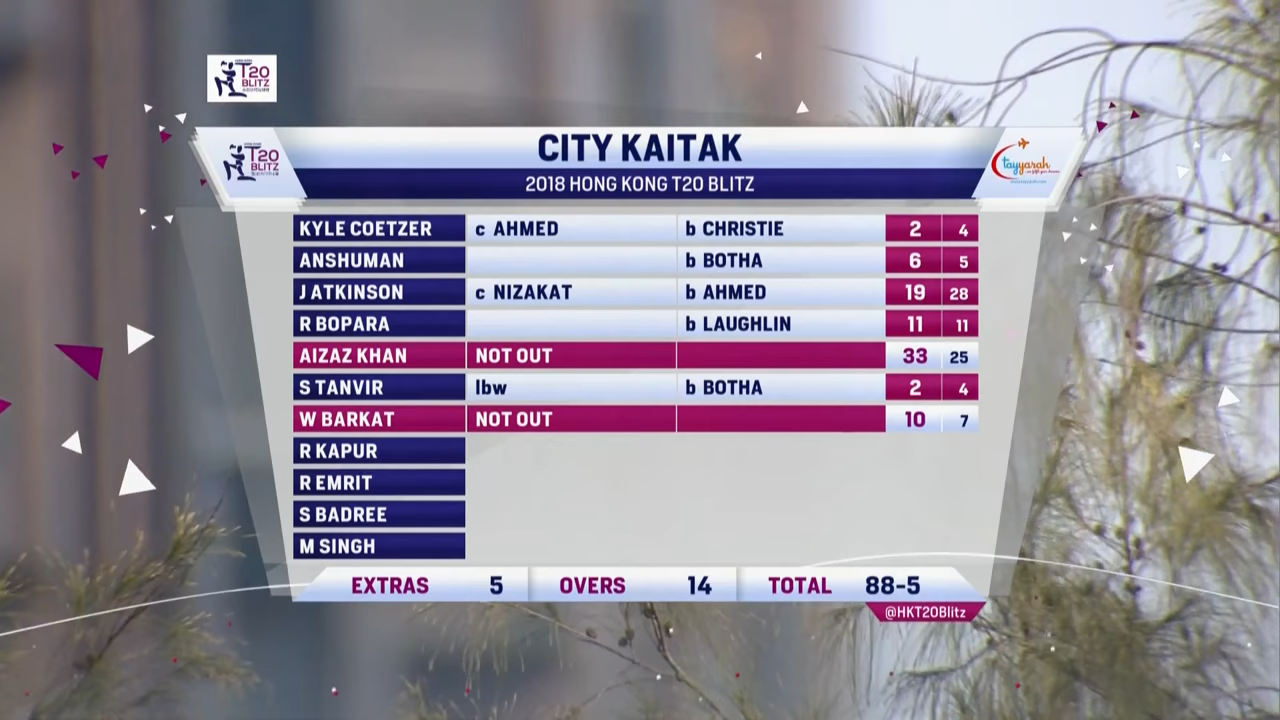 T20
BLITZ
T20
BLITZ
CITY KAITAK
2018 HONG KONG T20 BLITZ
tayyarah
KYLE COETZER c AHMED b CHRISTIE 2 4
ANSHUMAN b BOTHA 6 5
J ATKINSON c NIZAKAT b AHMED 19 28
R BOPARA b LAUGHLIN 11 11
AIZAZ KHAN NOT OUT 33 25
S TANVIR lbw b BOTHA 2 4
W BARKAT NOT OUT 10 7
R KAPUR
R EMRIT
S BADREE
M SINGH
EXTRAS 5 OVERS 14 TOTAL 88-5
@HKT20Blitz